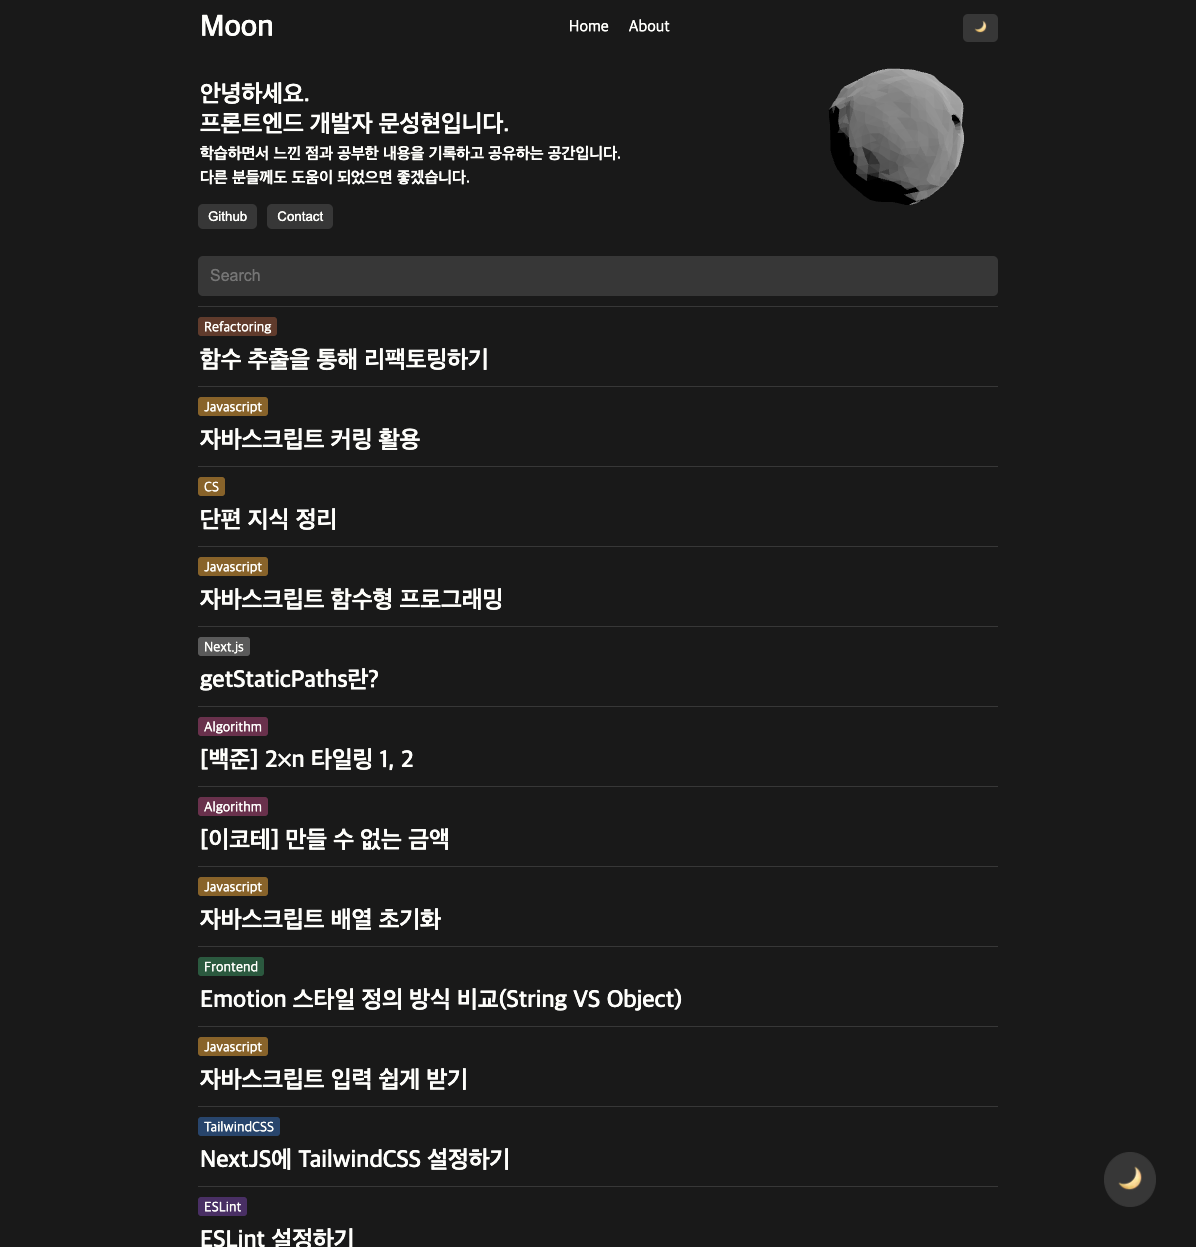 Moon
Home About
안녕하세요.
프론트엔드 개발자 문성현입니다.
학습하면서 느낀 점과 공부한 내용을 기록하고 공유하는 공간입니다.
다른 분들께도 도움이 되었으면 좋겠습니다.
Github Contact
Search
Refactoring
함수 추출을 통해 리팩토링하기
Javascript
자바스크립트 커링 활용
CS
단편 지식 정리
Javascript
자바스크립트 함수형 프로그래밍
Next.js
getStaticPaths란?
Algorithm
[백준] 2×n 타일링 1, 2
Algorithm
[이코테] 만들 수 없는 금액
Javascript
자바스크립트 배열 초기화
Frontend
Emotion 스타일 정의 방식 비교(String VS Object)
Javascript
자바스크립트 입력 쉽게 받기
TailwindCSS
NextJS에 TailwindCSS 설정하기
ESLint
ESLint 설정하기